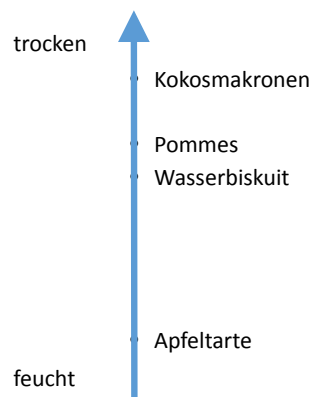 trocken
Kokosmakronen
Pommes
Wasserbiskuit
Apfeltarte
feucht